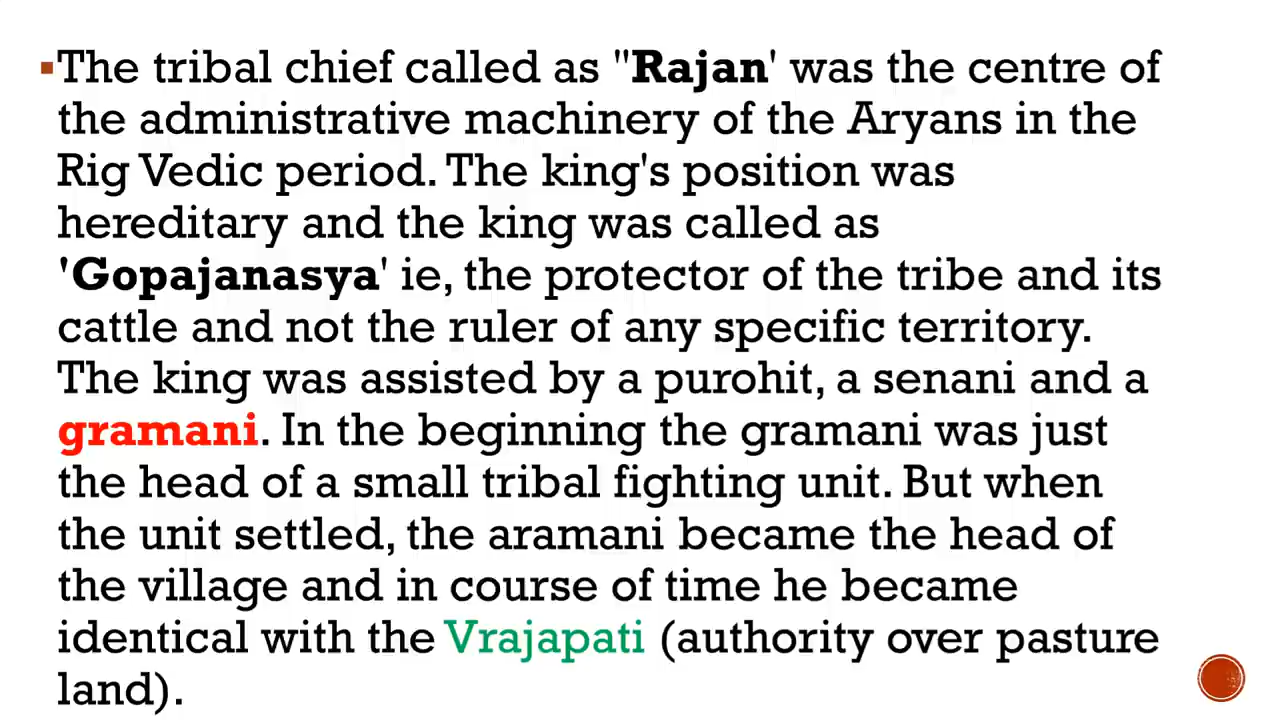 ▪The tribal chief called as "Rajan' was the centre of
the administrative machinery of the Aryans in the
Rig Vedic period. The king's position was
hereditary and the king was called as
'Gopajanasya' ie, the protector of the tribe and its
cattle and not the ruler of any specific territory.
The king was assisted by a purohit, a senani and a
gramani. In the beginning the gramani was just
the head of a small tribal fighting unit. But when
the unit settled, the aramani became the head of
the village and in course of time he became
identical with the Vrajapati (authority over pasture
land).